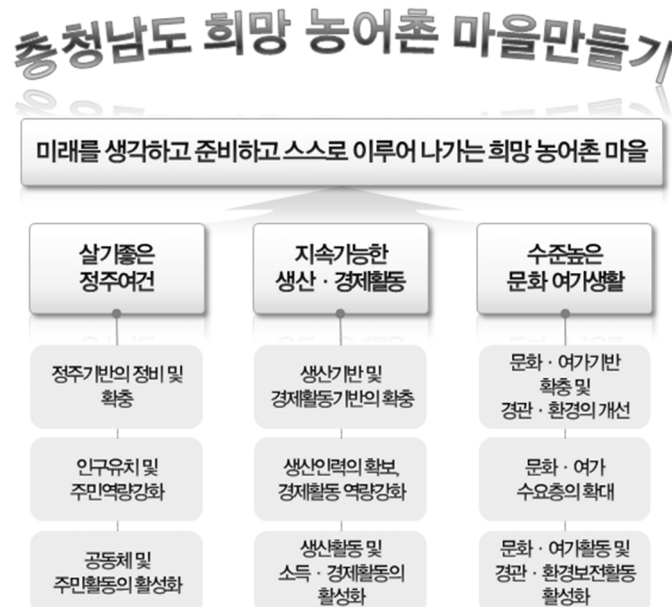 충청남도 희망 농어촌 마을만들기
미래를 생각하고 준비하고 스스로 이루어 나가는 희망 농어촌 마을
살기좋은
정주여건
지속가능한
생산 · 경제활동
수준높은
문화 여가생활
정주기반의 정비 및
확충
생산기반 및
경제활동기반의 확충
문화 · 여가기반
확충 및
경관 · 환경의 개선
인구유치 및
주민역량강화
생산인력의 확보,
경제활동 역량강화
문화 · 여가
수요층의 확대
공동체 및
주민활동의 활성화
생산활동 및
소득 · 경제활동의
활성화
문화 · 여가활동 및
경관 · 환경보전활동
활성화